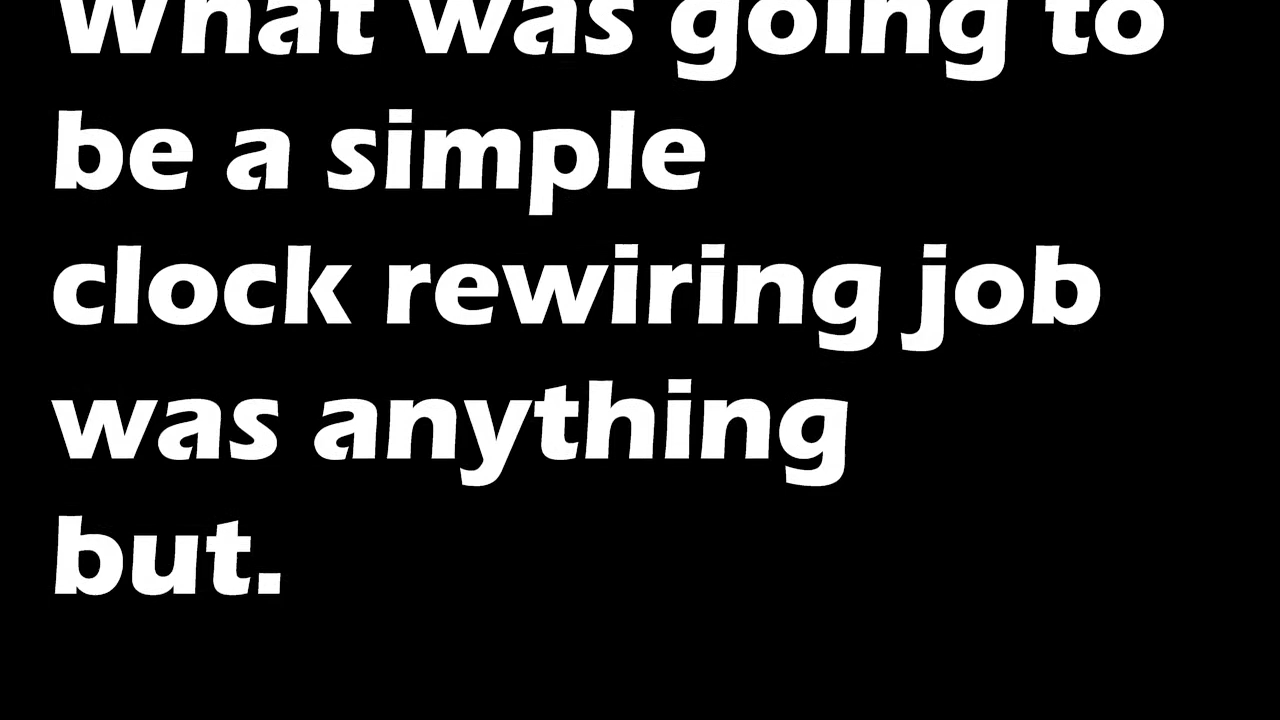 What was going to
be a simple
clock rewiring job
was anything
but.